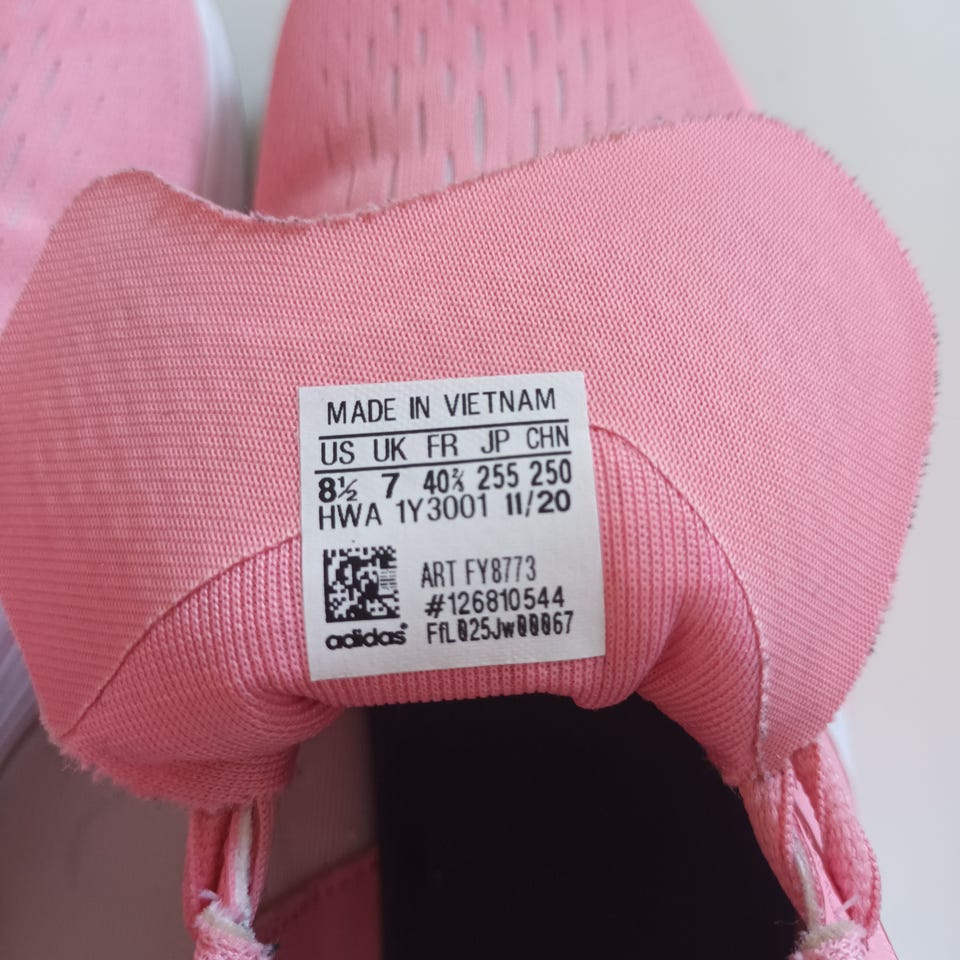 MADE IN VIETNAM
US UK FR JP CHN
8½ 7 40⅔ 255 250
HWA 1Y3001 11/20
ART FY8773
#126810544
adidas® FfL025Jw00067